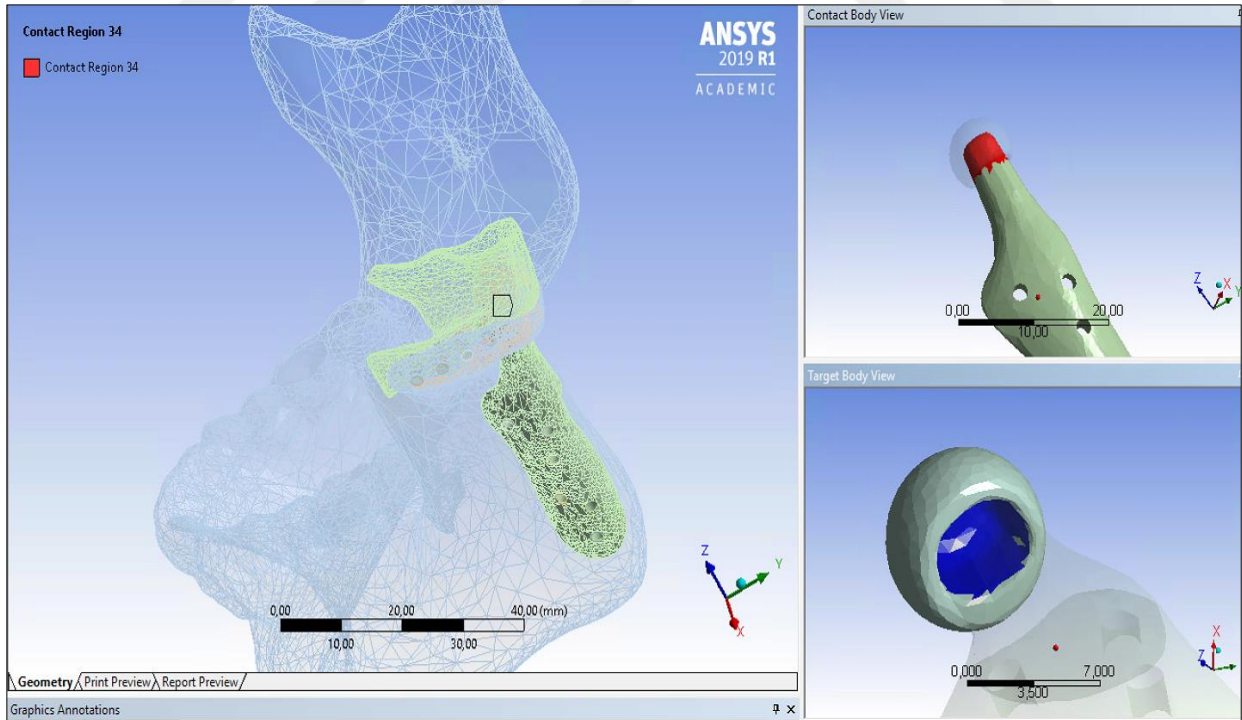 Contact Region 34
Contact Region 34
ANSYS
2019 R1
ACADEMIC
Z
Y
X
0,00
20,00
40,00 (mm)
10,00
30,00
Geometry Print Preview Report Preview
Graphics Annotations
Contact Body View
Z
X
Y
0,00
20,00
10,00
Target Body View
X
Z
0,000
7,000
3,500